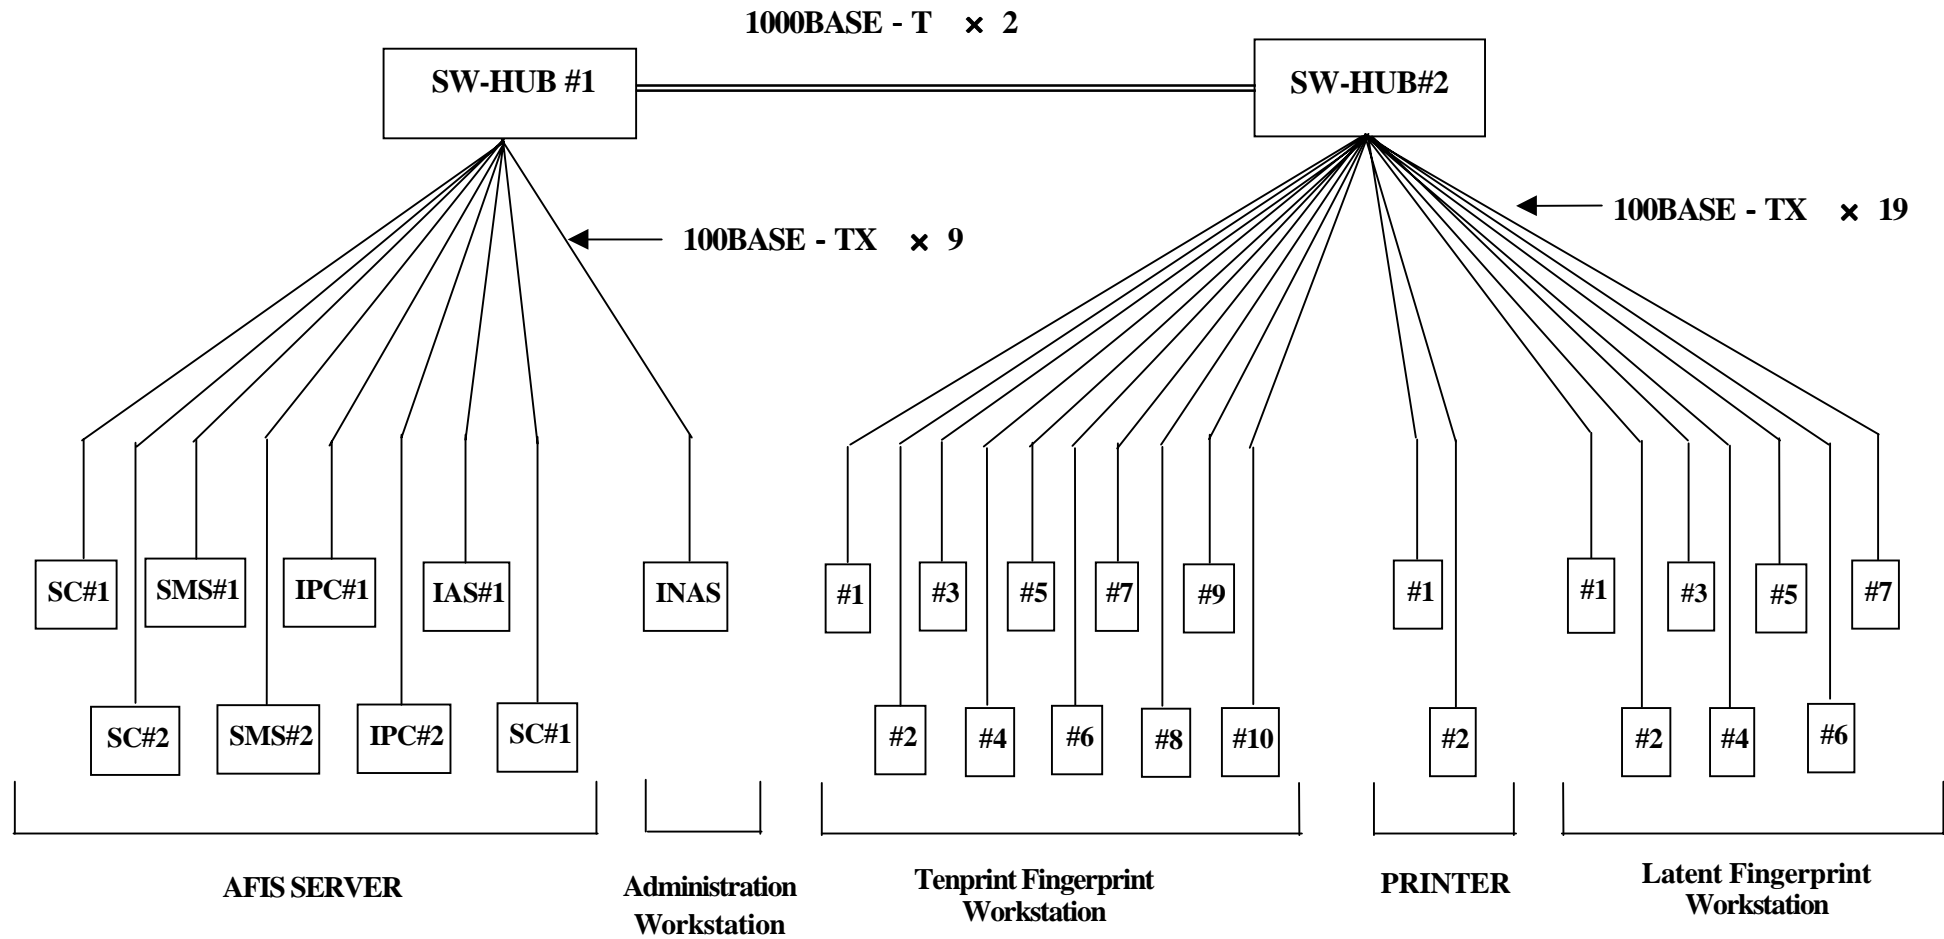 1000BASE - T × 2
SW-HUB #1
SW-HUB#2
100BASE - TX × 19
100BASE - TX × 9
SC#1
SMS#1
IPC#1
IAS#1
INAS
#1
#3
#5
#7
#9
#1
#1
#3
#5
#7
SC#2
SMS#2
IPC#2
SC#1
#2
#4
#6
#8
#10
#2
#2
#4
#6
AFIS SERVER
Administration
Workstation
Tenprint Fingerprint
Workstation
PRINTER
Latent Fingerprint
Workstation